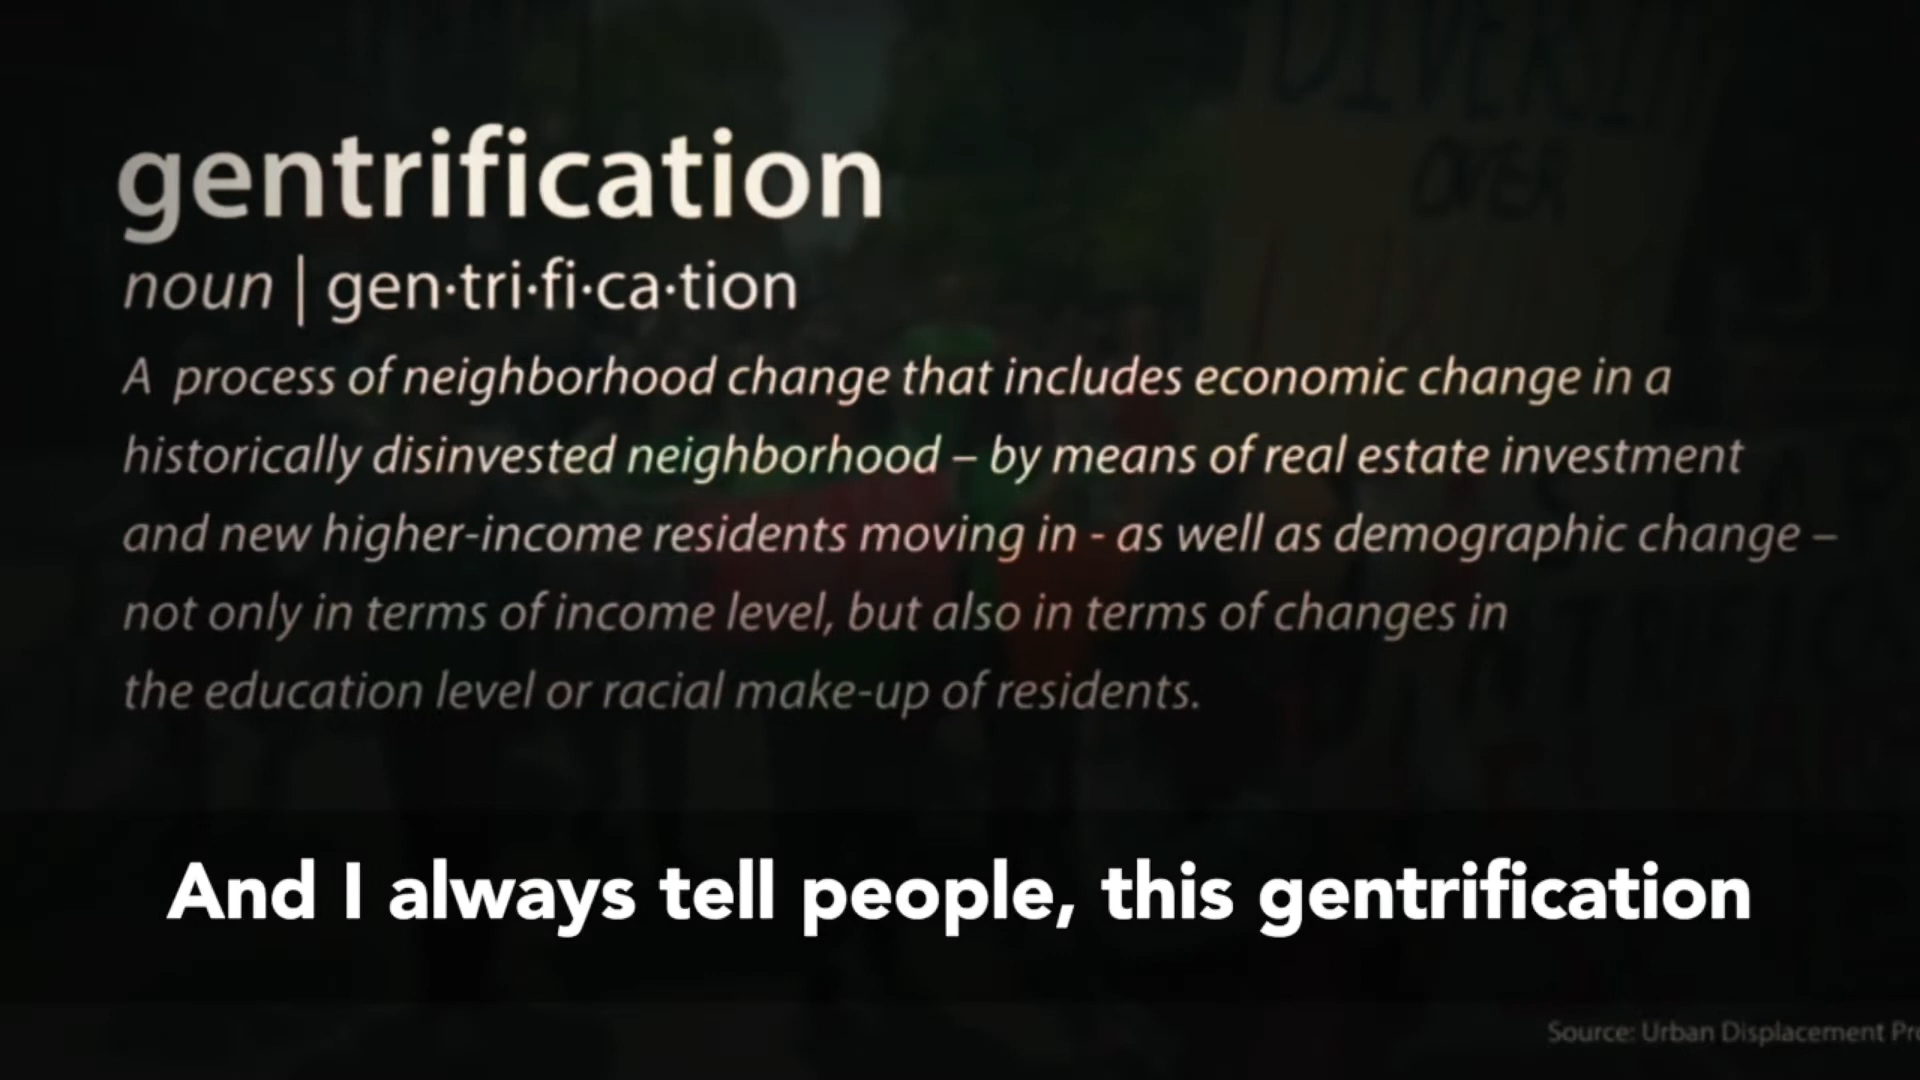 DIVERSI
OVER
gentrification
noun | gen·tri·fi·ca·tion
A process of neighborhood change that includes economic change in a
historically disinvested neighborhood – by means of real estate investment
and new higher-income residents moving in - as well as demographic change –
not only in terms of income level, but also in terms of changes in
the education level or racial make-up of residents.
And I always tell people, this gentrification
Source: Urban Displacement Pr